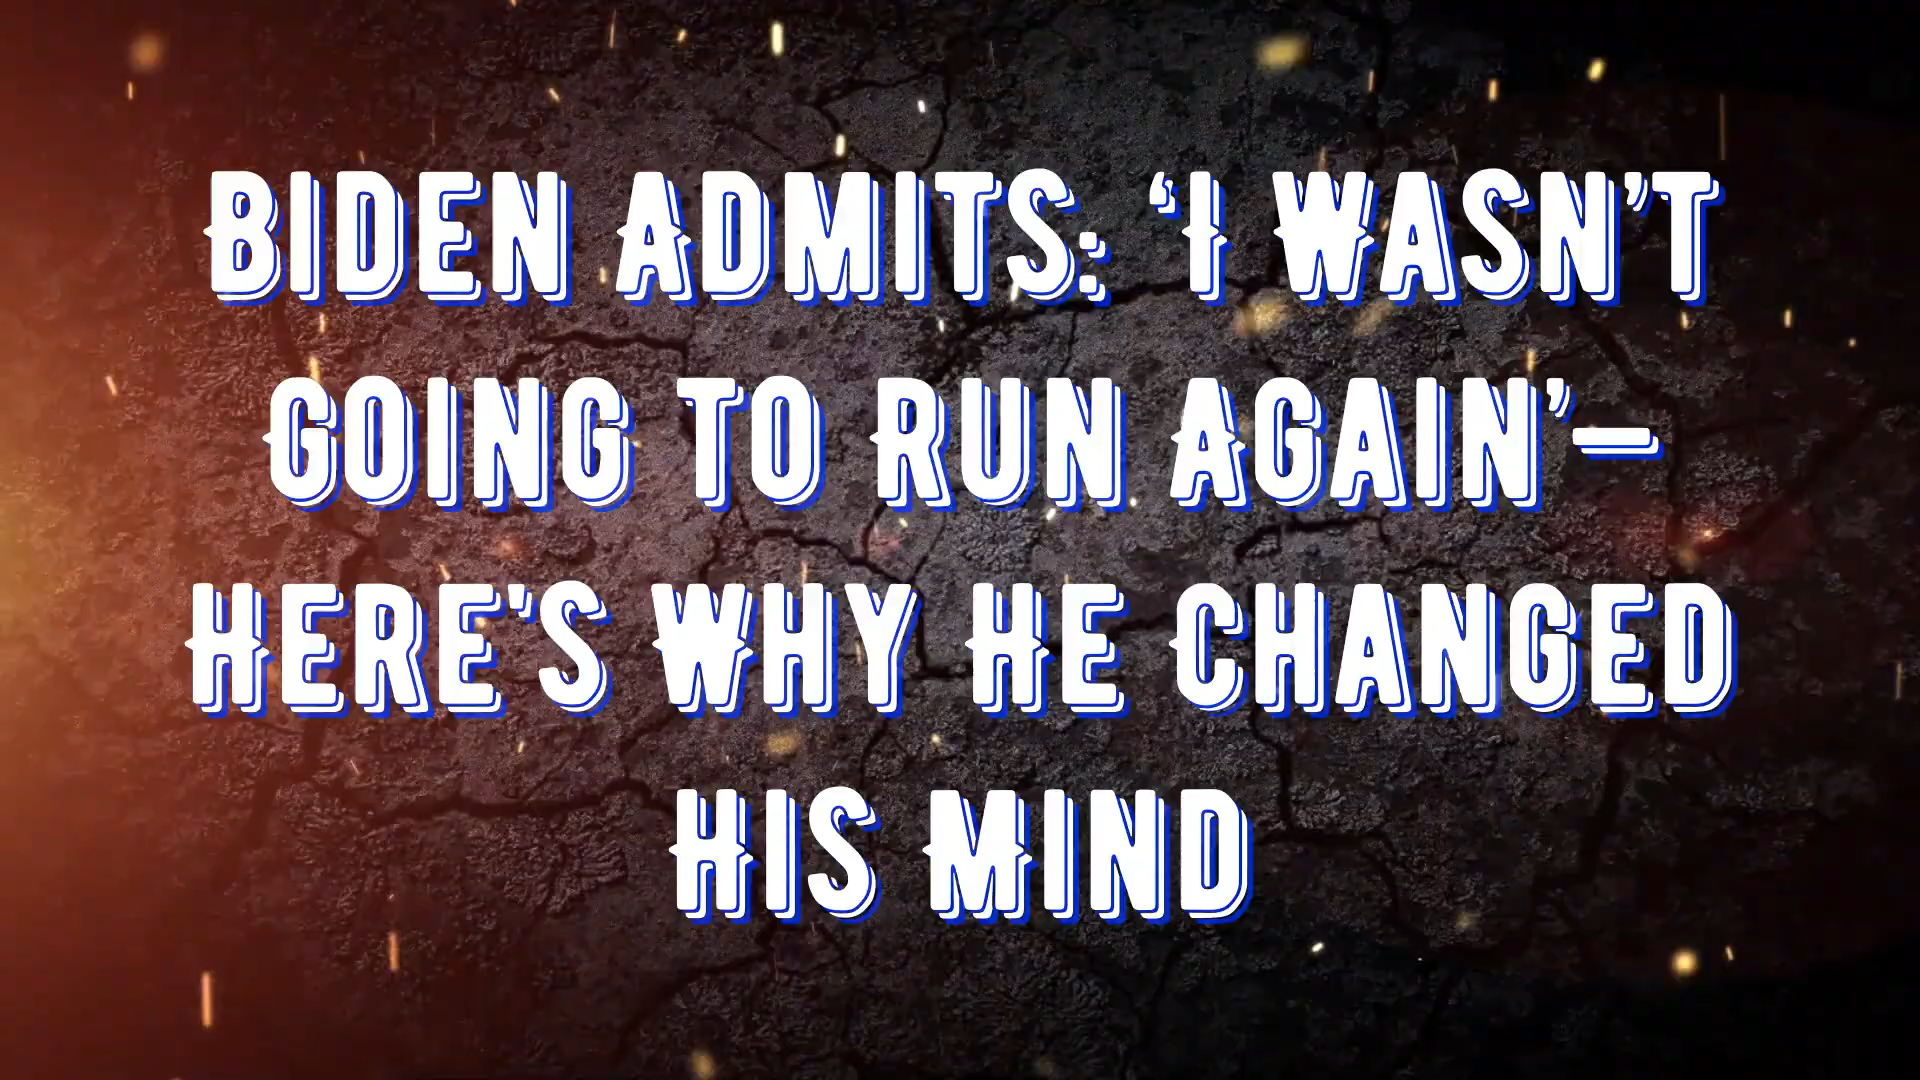 Biden Admits: ‘I Wasn’t
Going to Run Again’—
Here’s Why He Changed
His Mind